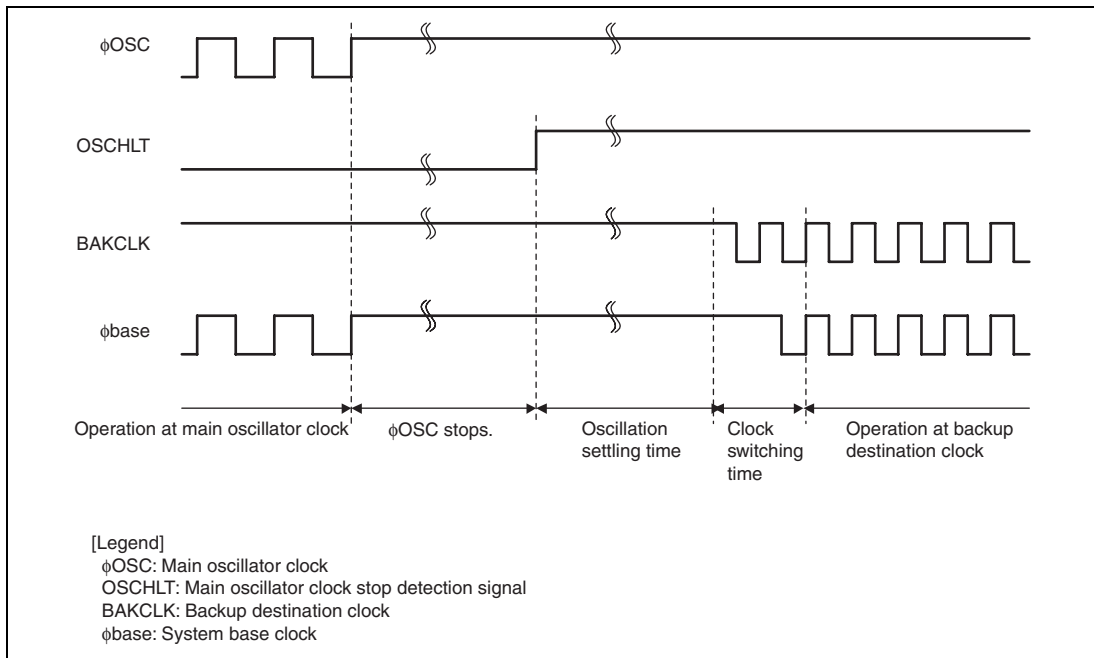 ϕOSC
OSCHLT
BAKCLK
ϕbase
Operation at main oscillator clock
ϕOSC stops.
Oscillation
settling time
Clock
switching
time
Operation at backup
destination clock
[Legend]
ϕOSC: Main oscillator clock
OSCHLT: Main oscillator clock stop detection signal
BAKCLK: Backup destination clock
ϕbase: System base clock